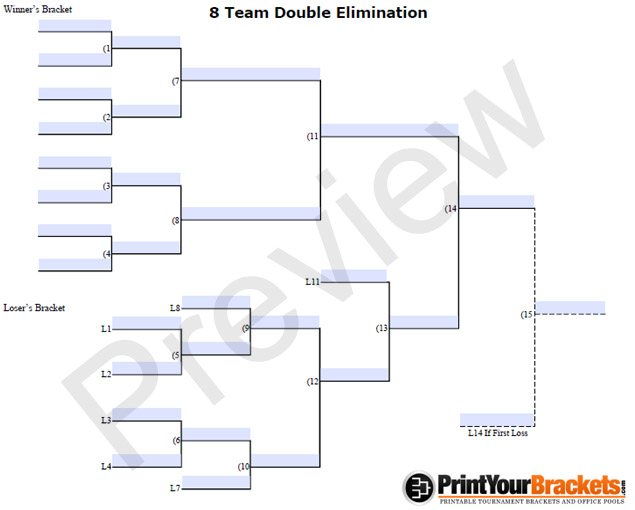 8 Team Double Elimination
Winner's Bracket
(1
(7
(2
(11
(3
(14
(8
(4
L11
Loser's Bracket
L8
(15
L1
(9
(13
(5
L2
(12
L3
(6
L14 If First Loss
L4
(10
L7
Preview
PrintYourBrackets.com
PRINTABLE TOURNAMENT BRACKETS AND OFFICE POOLS